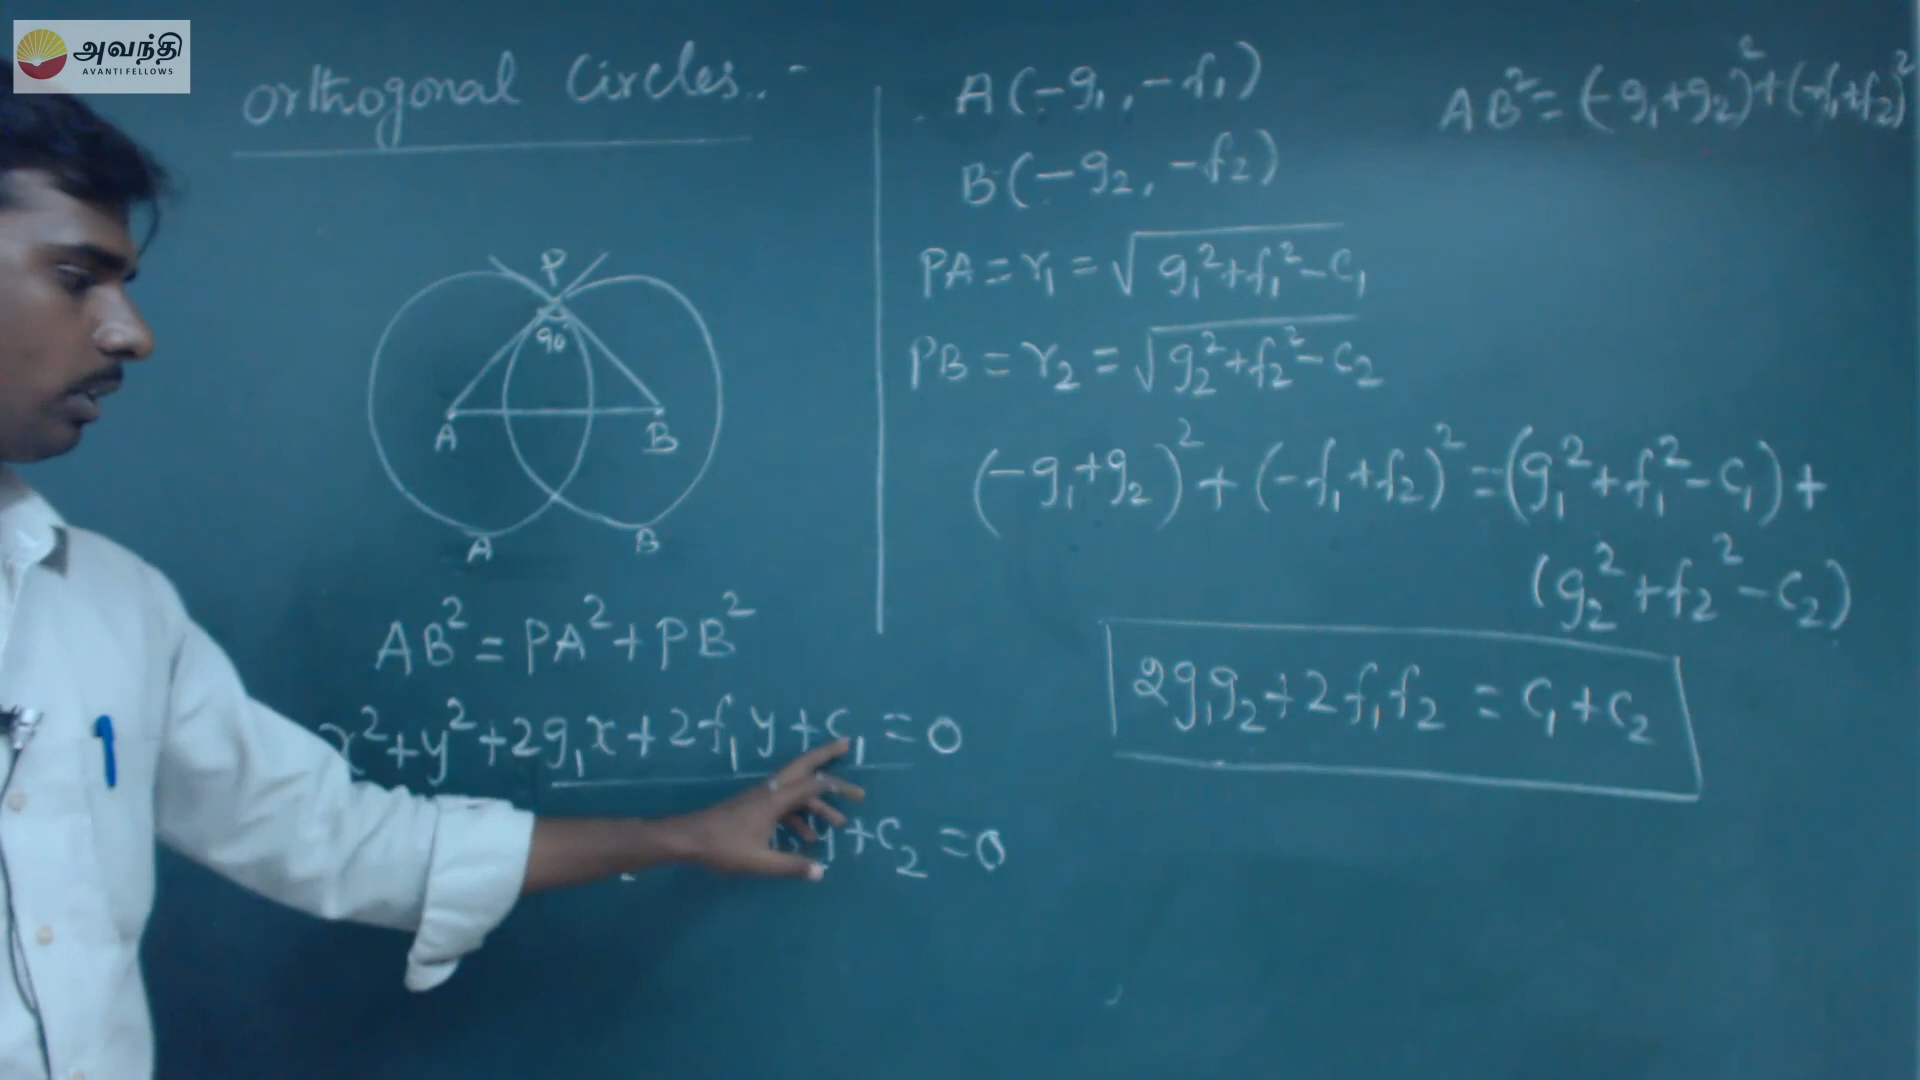 அவந்தி
AVANTI FELLOWS
Orthogonal Circles :-
P
90°
A
B
A
B
AB² = PA² + PB²
x²+y²+2g₁x+2f₁y+c₁ = 0
y+c₂ = 0
A(-g₁, -f₁)
B(-g₂, -f₂)
PA = r₁ = √g₁²+f₁²-c₁
PB = r₂ = √g₂²+f₂²-c₂
AB² = (-g₁+g₂)²+(-f₁+f₂)²
(-g₁+g₂)² + (-f₁+f₂)² = (g₁²+f₁²-c₁) +
(g₂²+f₂²-c₂)
2g₁g₂+2f₁f₂ = c₁+c₂